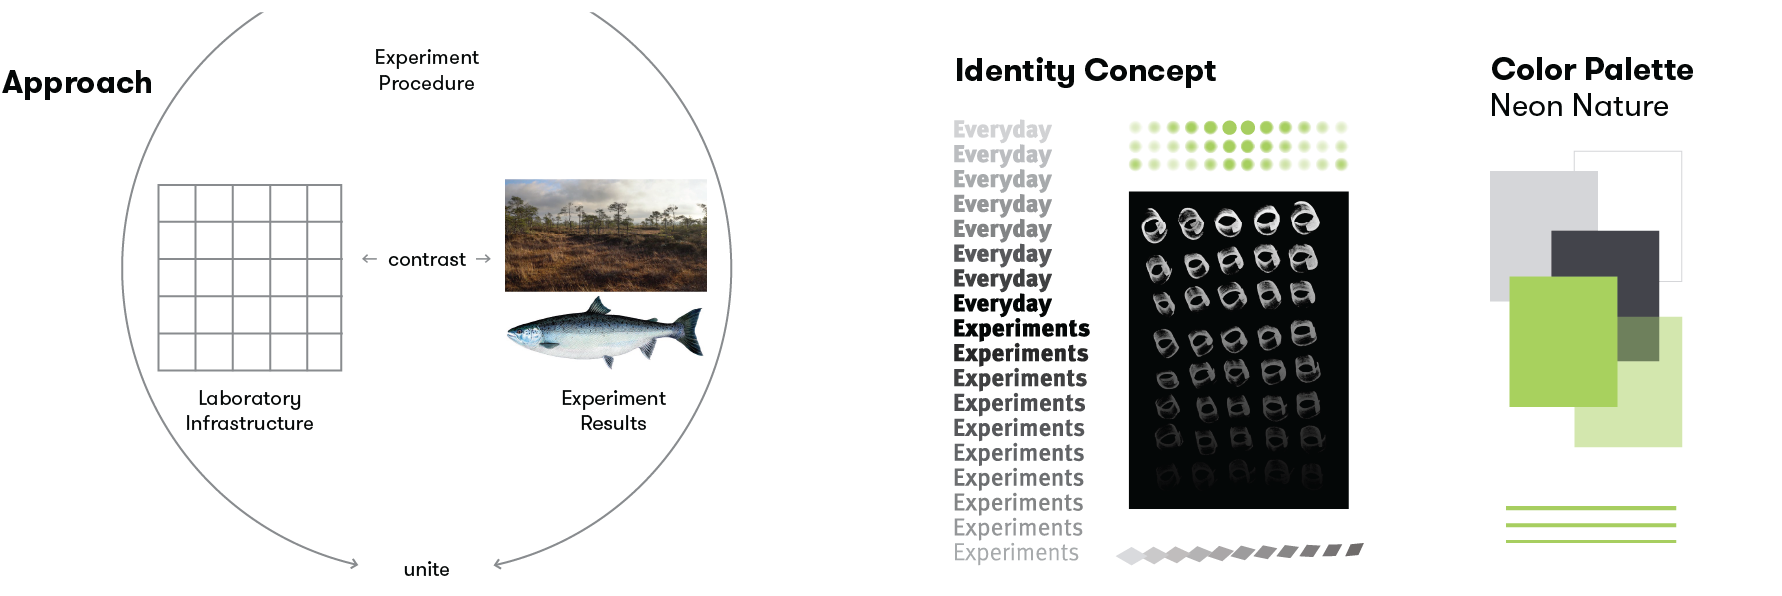 Approach
Experiment
Procedure
contrast
Laboratory
Infrastructure
Experiment
Results
unite
Identity Concept
Everyday
Everyday
Everyday
Everyday
Everyday
Everyday
Everyday
Everyday
Experiments
Experiments
Experiments
Experiments
Experiments
Experiments
Experiments
Experiments
Experiments
Experiments
Color Palette
Neon Nature